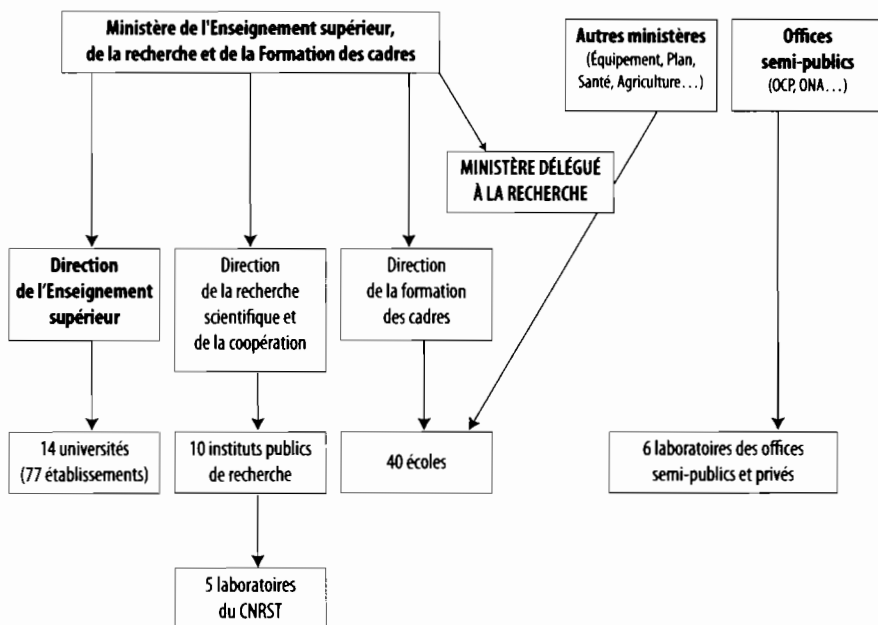 Ministère de l'Enseignement supérieur,
de la recherche et de la Formation des cadres
Autres ministères
(Équipement, Plan,
Santé, Agriculture...)
Offices
semi-publics
(OCP, ONA...)
MINISTÈRE DÉLÉGUÉ
À LA RECHERCHE
Direction
de l'Enseignement
supérieur
Direction
de la recherche
scientifique et
de la coopération
Direction
de la formation
des cadres
14 universités
(77 établissements)
10 instituts publics
de recherche
40 écoles
6 laboratoires des offices
semi-publics et privés
5 laboratoires
du CNRST